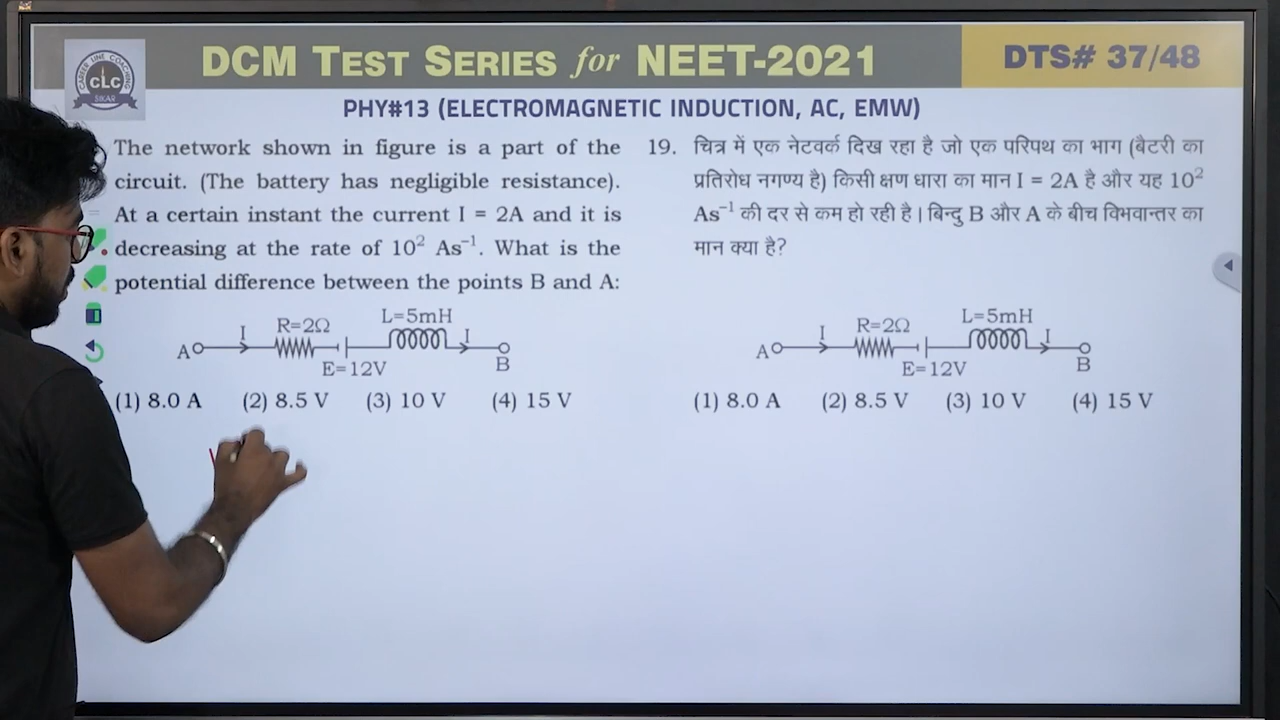 DCM TEST SERIES for NEET-2021
DTS# 37/48
CAREER LINE COACHING
CLC
SIKAR
PHY#13 (ELECTROMAGNETIC INDUCTION, AC, EMW)
The network shown in figure is a part of the
circuit. (The battery has negligible resistance).
At a certain instant the current I = 2A and it is
decreasing at the rate of 10² As⁻¹. What is the
potential difference between the points B and A:
A I R=2Ω E=12V L=5mH I B
(1) 8.0 A (2) 8.5 V (3) 10 V (4) 15 V
19. चित्र में एक नेटवर्क दिख रहा है जो एक परिपथ का भाग (बैटरी का
प्रतिरोध नगण्य है) किसी क्षण धारा का मान I = 2A है और यह 10²
As⁻¹ की दर से कम हो रही है। बिन्दु B और A के बीच विभवान्तर का
मान क्या है?
A I R=2Ω E=12V L=5mH I B
(1) 8.0 A (2) 8.5 V (3) 10 V (4) 15 V